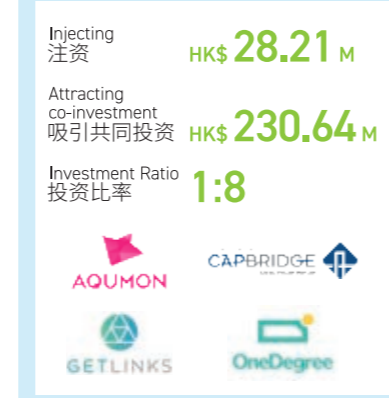 Injecting
注资 HK$ 28.21 M
Attracting
co-investment
吸引共同投资 HK$ 230.64 M
Investment Ratio
投资比率 1:8
AQUMON
CAPBRIDGE
GETLINKS
OneDegree